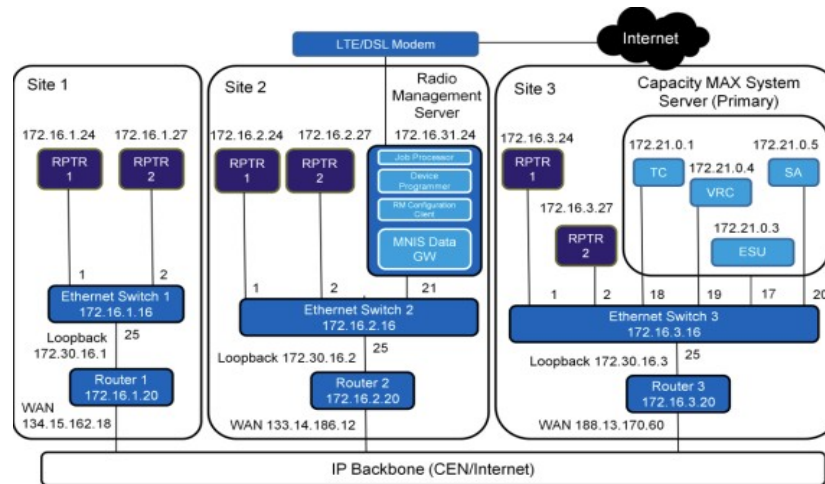 LTE/DSL Modem
Internet
Site 1
172.16.1.24
172.16.1.27
RPTR
1
RPTR
2
1
2
Ethernet Switch 1
172.16.1.16
Loopback
172.30.16.1
25
Router 1
172.16.1.20
WAN
134.15.162.18
Site 2
Radio
Management
Server
172.16.2.24
172.16.2.27
172.16.31.24
RPTR
1
RPTR
2
Job Processor
Device
Programmer
RM Configuration
Client
MNIS Data
GW
1
2
21
Ethernet Switch 2
172.16.2.16
25
Loopback 172.30.16.2
Router 2
172.16.2.20
WAN 133.14.186.12
Site 3
Capacity MAX System
Server (Primary)
172.16.3.24
RPTR
1
172.16.3.27
RPTR
2
172.21.0.1
TC
172.21.0.4
VRC
172.21.0.5
SA
172.21.0.3
ESU
1
2
18
19
17
20
Ethernet Switch 3
172.16.3.16
25
Loopback 172.30.16.3
Router 3
172.16.3.20
WAN 188.13.170.60
IP Backbone (CEN/Internet)